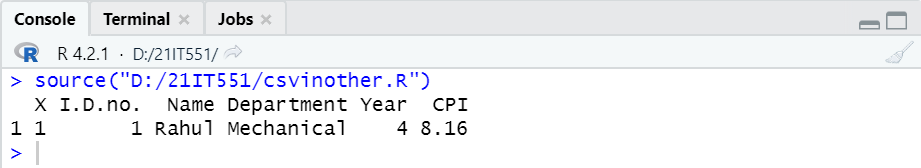 Console Terminal Jobs
R R 4.2.1 · D:/21IT551/
> source("D:/21IT551/csvinother.R")
X I.D.no. Name Department Year CPI
1 1 1 Rahul Mechanical 4 8.16
>